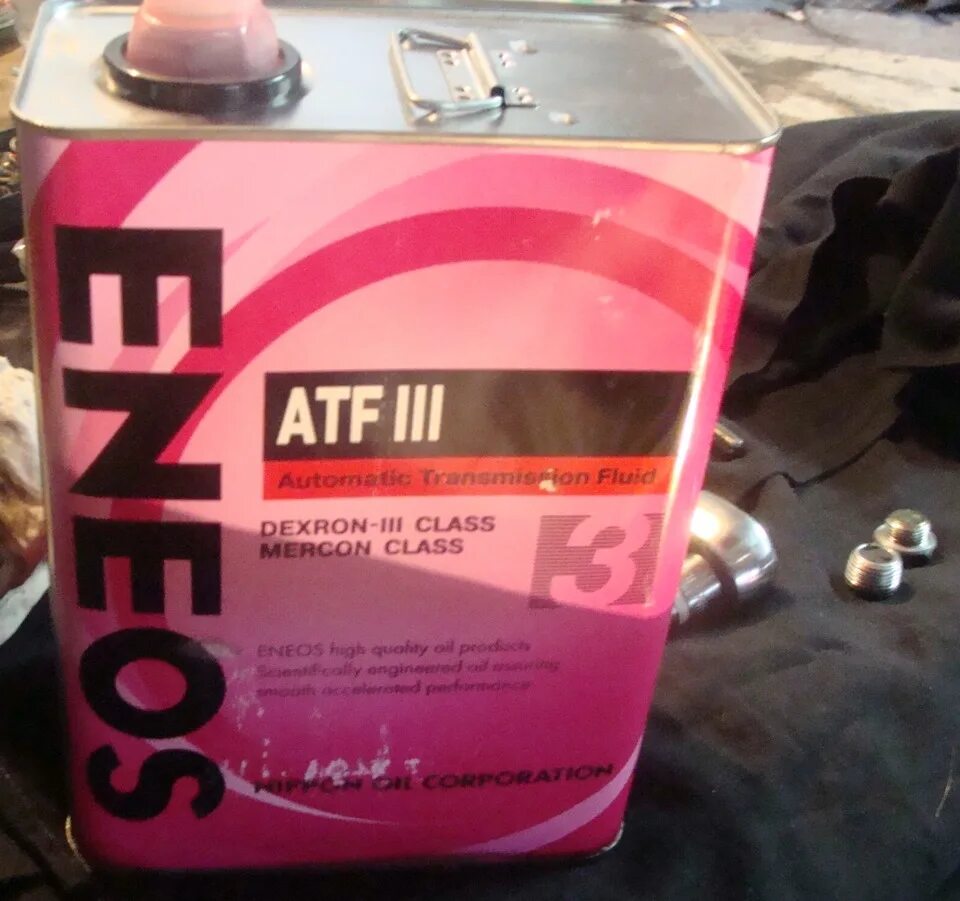 ENEOS
ATF III
Automatic Transmission Fluid
DEXRON-III CLASS
MERCON CLASS
3
ENEOS high quality oil products
Scientifically engineered oil assuring
smooth accelerated performance
NIPPON OIL CORPORATION